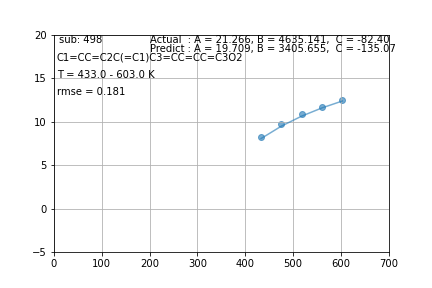 20
sub: 498
Actual : A = 21.266, B = 4635.141, C = -82.40
Predict : A = 19.709, B = 3405.655, C = -135.07
C1=CC=C2C(=C1)C3=CC=CC=C3O2
15
T = 433.0 - 603.0 K
rmse = 0.181
10
5
0
−5
0 100 200 300 400 500 600 700